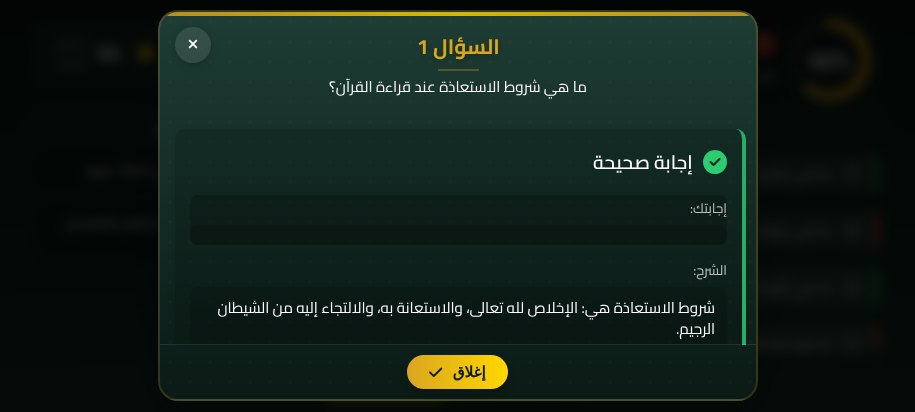 السؤال 1
ما هي شروط الاستعاذة عند قراءة القرآن؟
إجابة صحيحة
إجابتك:
الشرح:
شروط الاستعاذة هي: الإخلاص لله تعالى، والاستعانة به، والالتجاء إليه من الشيطان
الرجيم.
إغلاق